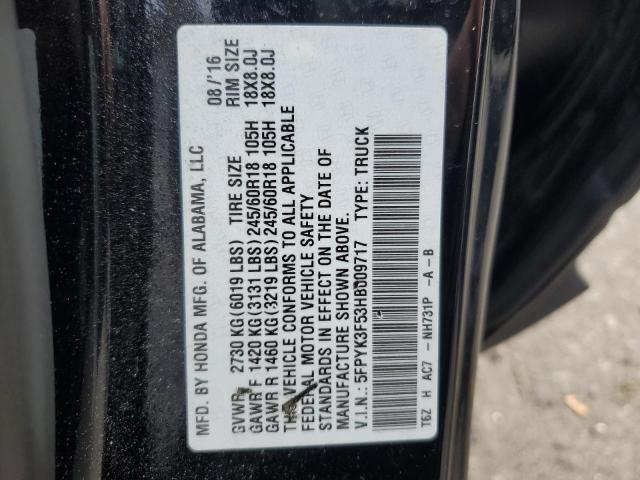 MFD. BY HONDA MFG. OF ALABAMA, LLC 08/'16
GVWR 2730 KG(6019 LBS) TIRE SIZE RIM SIZE
GAWR F 1420 KG(3131 LBS)245/60R18 105H 18X8.0J
GAWR R 1460 KG(3219 LBS)245/60R18 105H 18X8.0J
THIS VEHICLE CONFORMS TO ALL APPLICABLE
FEDERAL MOTOR VEHICLE SAFETY
STANDARDS IN EFFECT ON THE DATE OF
MANUFACTURE SHOWN ABOVE.
V.I.N.: 5FPYK3F53HB009717 TYPE: TRUCK
T6Z H AC7 - NH731P -A-B